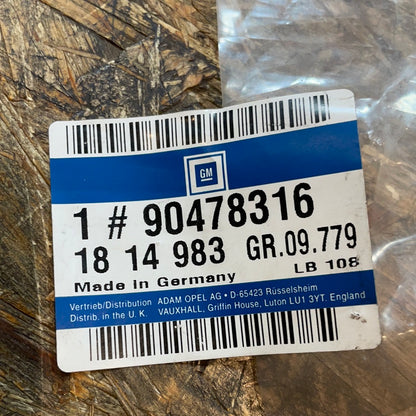 GM
1 # 90478316
18 14 983 GR.09.779
Made in Germany LB 108
Vertrieb/Distribution ADAM OPEL AG • D-65423 Rüsselsheim
Distrib. in the U.K. VAUXHALL, Griffin House, Luton LU1 3YT. England